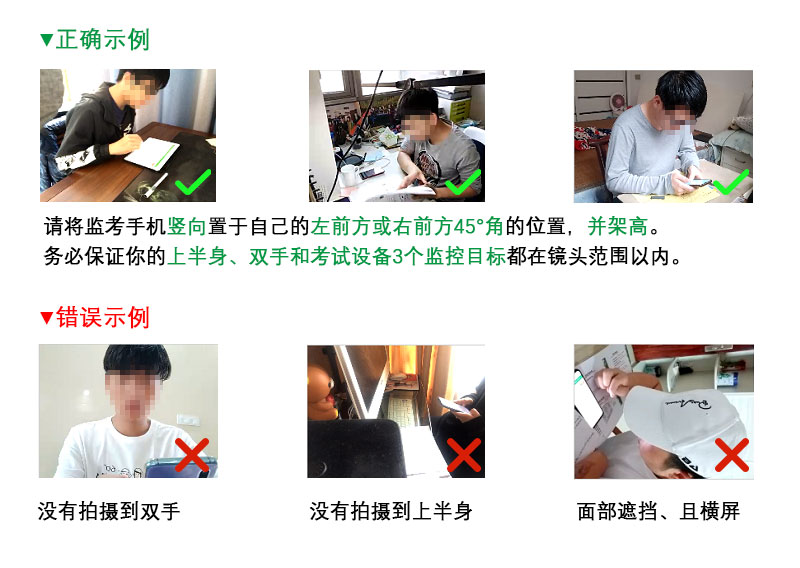 ▼正确示例
请将监考手机竖向置于自己的左前方或右前方45°角的位置，并架高。
务必保证你的上半身、双手和考试设备3个监控目标都在镜头范围以内。
▼错误示例
没有拍摄到双手
没有拍摄到上半身
面部遮挡、且横屏